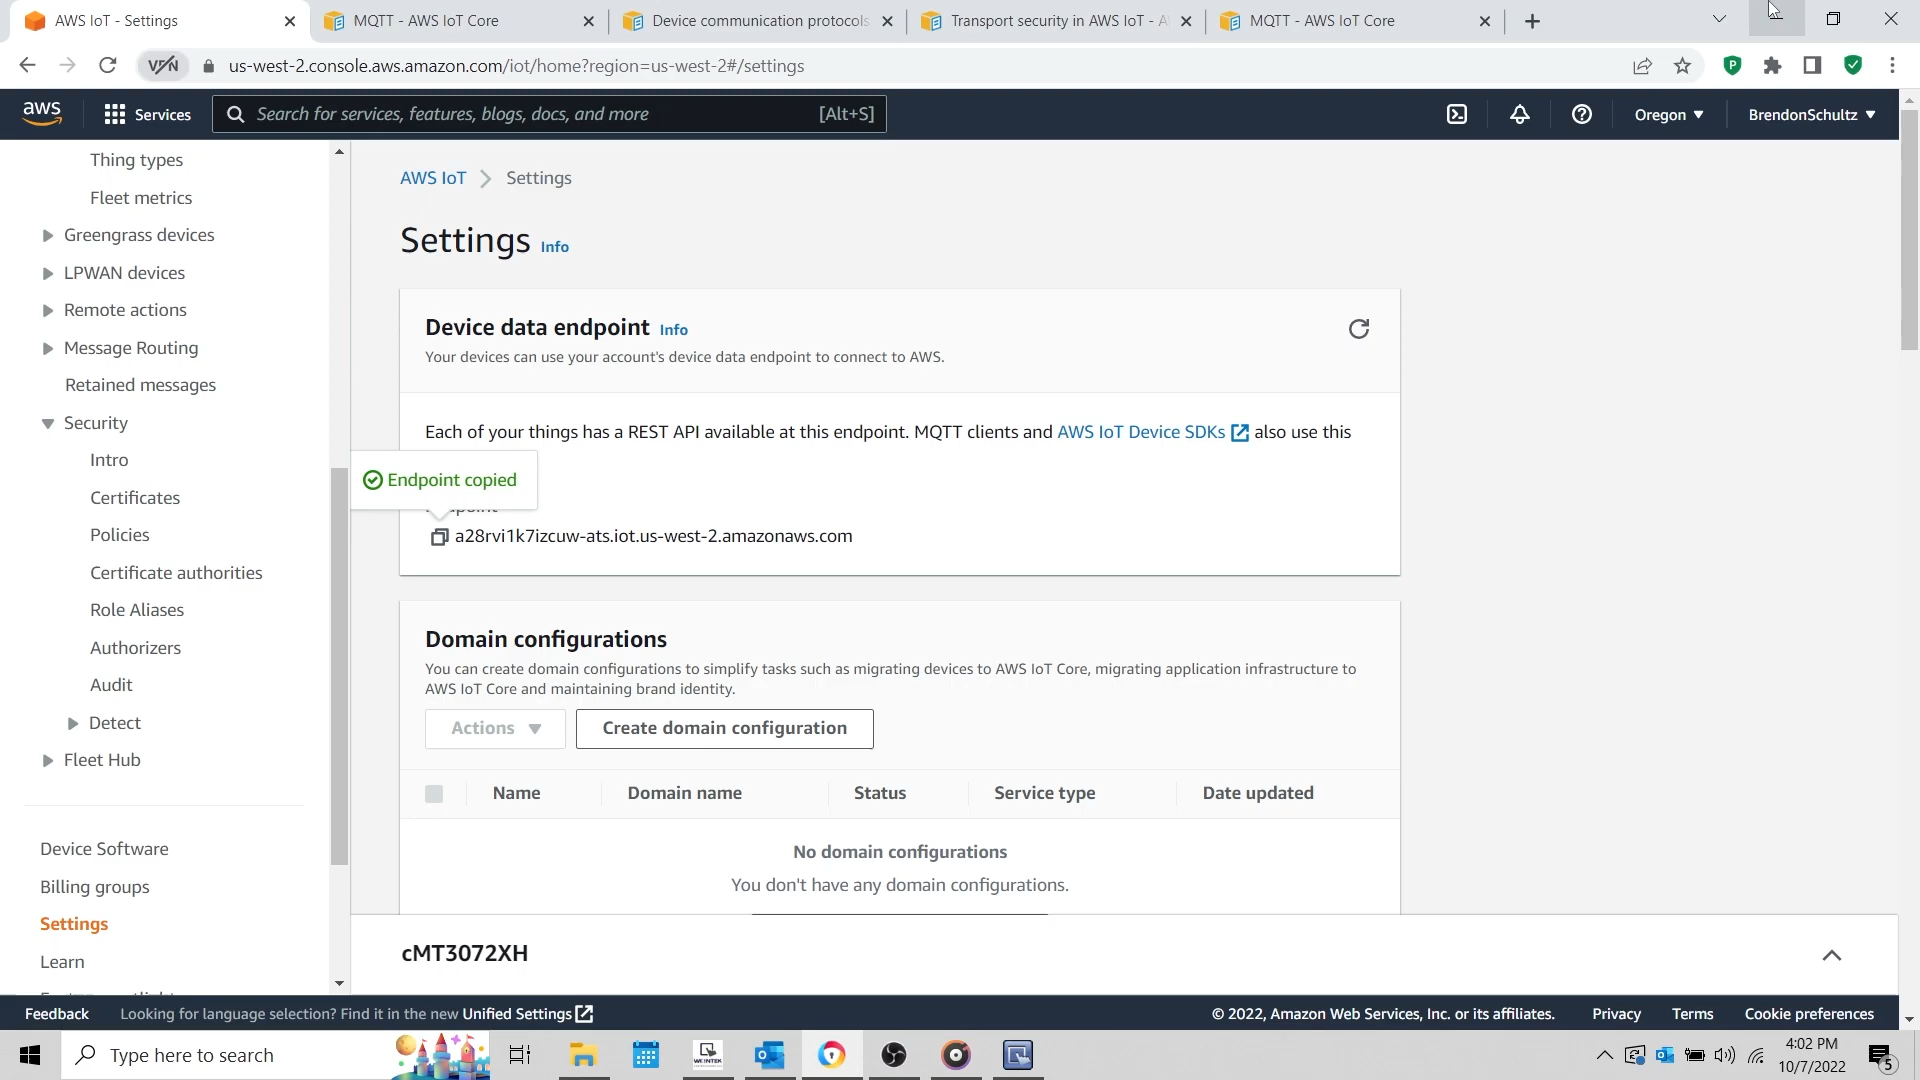 AWS IoT - Settings
MQTT - AWS IoT Core
Device communication protocols
Transport security in AWS IoT - A
MQTT - AWS IoT Core
VPN
us-west-2.console.aws.amazon.com/iot/home?region=us-west-2#/settings
aws
Services
Search for services, features, blogs, docs, and more
[Alt+S]
Oregon
BrendonSchultz
Thing types
Fleet metrics
Greengrass devices
LPWAN devices
Remote actions
Message Routing
Retained messages
Security
Intro
Certificates
Policies
Certificate authorities
Role Aliases
Authorizers
Audit
Detect
Fleet Hub
Device Software
Billing groups
Settings
Learn
AWS IoT
Settings
Settings Info
Device data endpoint Info
Your devices can use your account's device data endpoint to connect to AWS.
Each of your things has a REST API available at this endpoint. MQTT clients and AWS IoT Device SDKs also use this
Endpoint copied
a28rvi1k7izcuw-ats.iot.us-west-2.amazonaws.com
Domain configurations
You can create domain configurations to simplify tasks such as migrating devices to AWS IoT Core, migrating application infrastructure to
AWS IoT Core and maintaining brand identity.
Actions
Create domain configuration
Name
Domain name
Status
Service type
Date updated
No domain configurations
You don't have any domain configurations.
cMT3072XH
Feedback
Looking for language selection? Find it in the new Unified Settings
© 2022, Amazon Web Services, Inc. or its affiliates.
Privacy
Terms
Cookie preferences
Type here to search
4:02 PM
10/7/2022
5